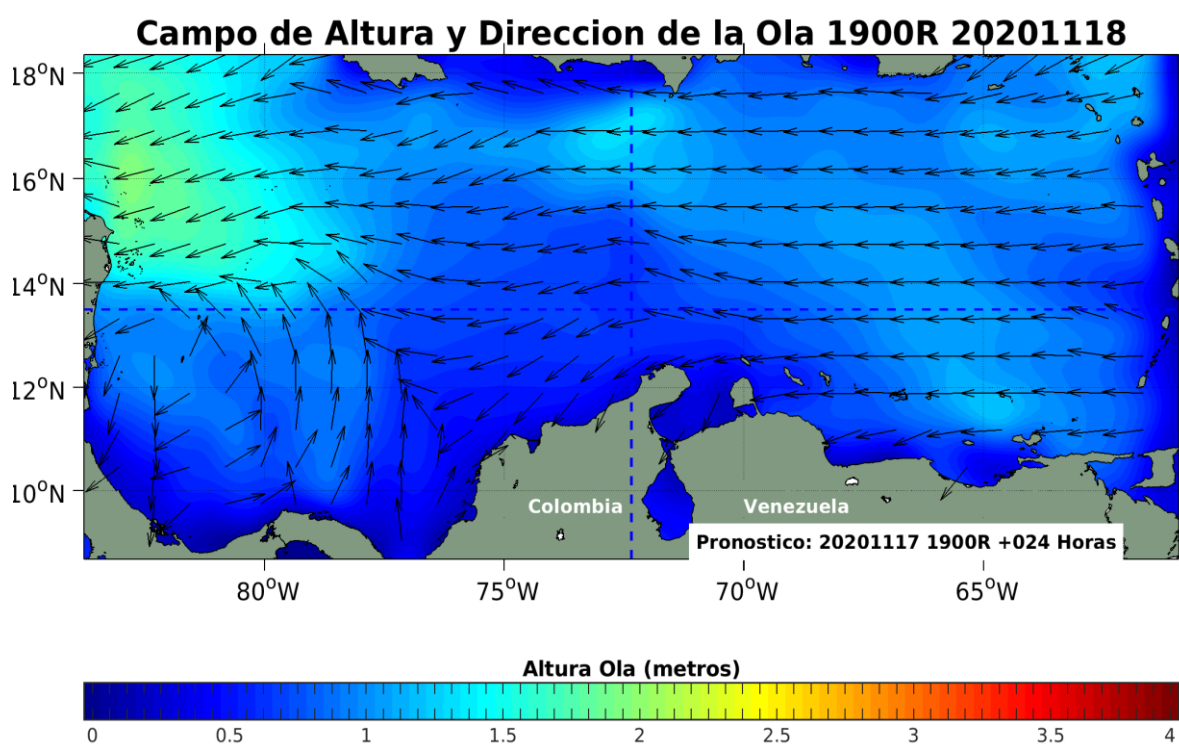 Campo de Altura y Direccion de la Ola 1900R 20201118
18°N
16°N
14°N
12°N
10°N
Colombia
Venezuela
Pronostico: 20201117 1900R +024 Horas
80°W
75°W
70°W
65°W
Altura Ola (metros)
0 0.5 1 1.5 2 2.5 3 3.5 4